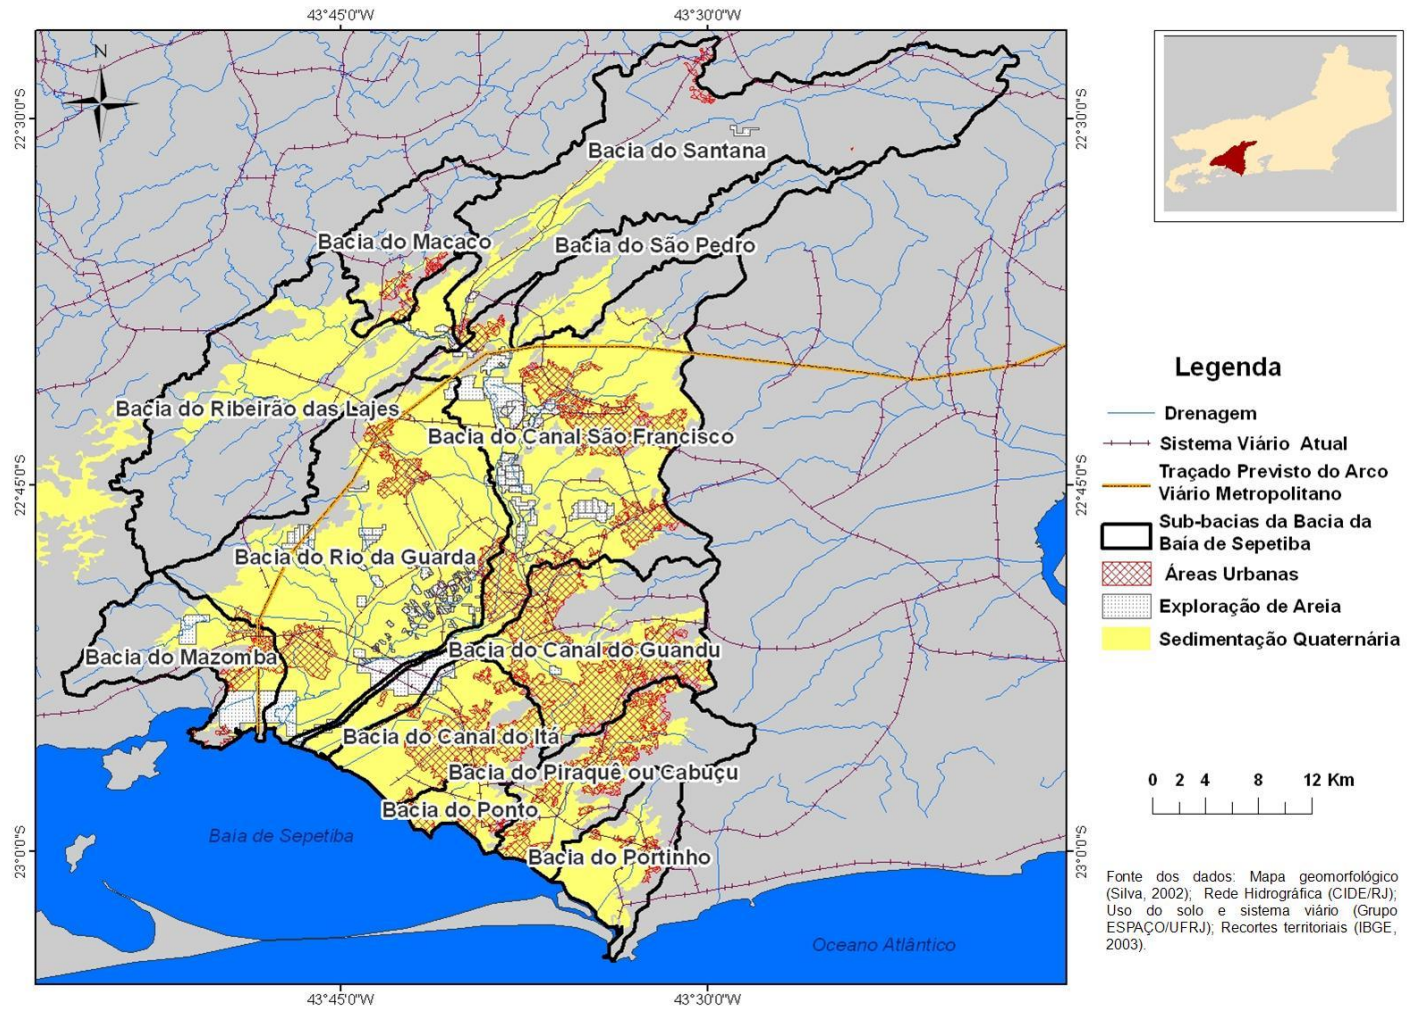 43°45'0"W
43°30'0"W
N
22°30'0"S
22°30'0"S
Bacia do Santana
Bacia do Macaco
Bacia do São Pedro
Bacia do Ribeirão das Lajes
Bacia do Canal São Francisco
22°45'0"S
22°45'0"S
Bacia do Rio da Guarda
Bacia do Canal do Guandu
Bacia do Mazomba
Bacia do Canal do Itá
Bacia do Piraquê ou Cabuçu
Bacia do Ponto
Bacia do Portinho
Baía de Sepetiba
23°0'0"S
23°0'0"S
Oceano Atlântico
43°45'0"W
43°30'0"W
Legenda
Drenagem
Sistema Viário Atual
Traçado Previsto do Arco
Viário Metropolitano
Sub-bacias da Bacia da
Baía de Sepetiba
Áreas Urbanas
Exploração de Areia
Sedimentação Quaternária
0 2 4 8 12 Km
Fonte dos dados: Mapa geomorfológico
(Silva, 2002); Rede Hidrográfica (CIDE/RJ);
Uso do solo e sistema viário (Grupo
ESPAÇO/UFRJ); Recortes territoriais (IBGE,
2003).